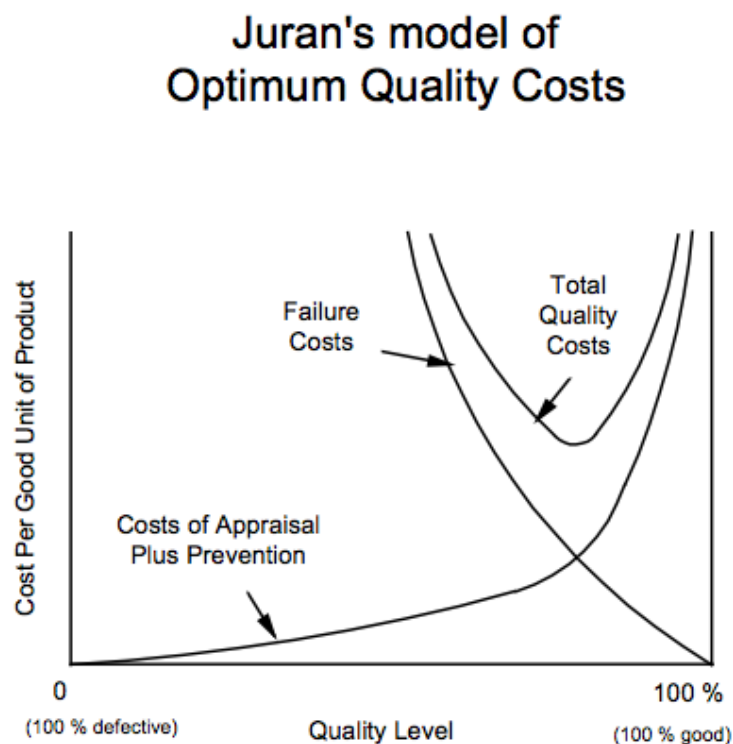 Juran's model of
Optimum Quality Costs
Failure
Costs
Total
Quality
Costs
Costs of Appraisal
Plus Prevention
Cost Per Good Unit of Product
0
100 %
(100 % defective)
Quality Level
(100 % good)